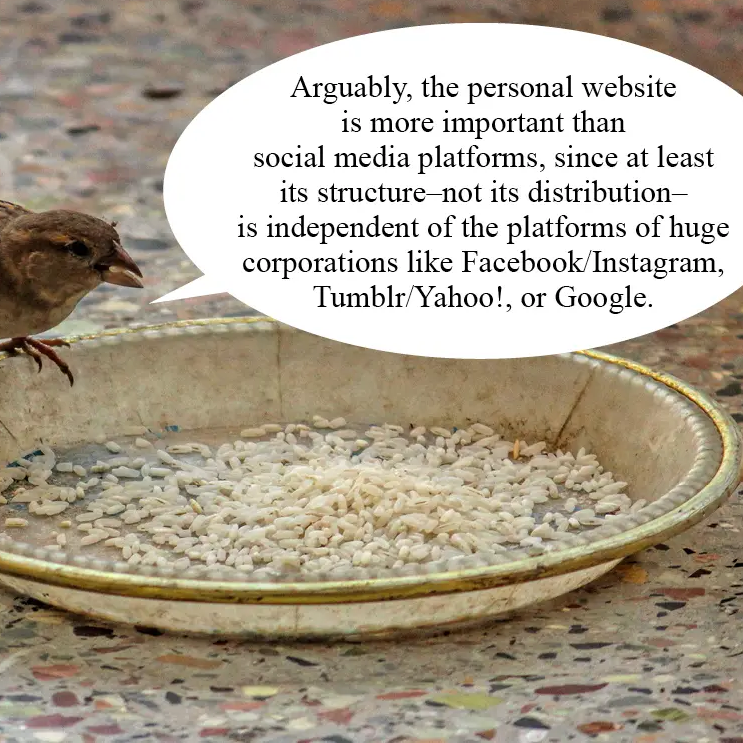 Arguably, the personal website
is more important than
social media platforms, since at least
its structure–not its distribution–
is independent of the platforms of huge
corporations like Facebook/Instagram,
Tumblr/Yahoo!, or Google.